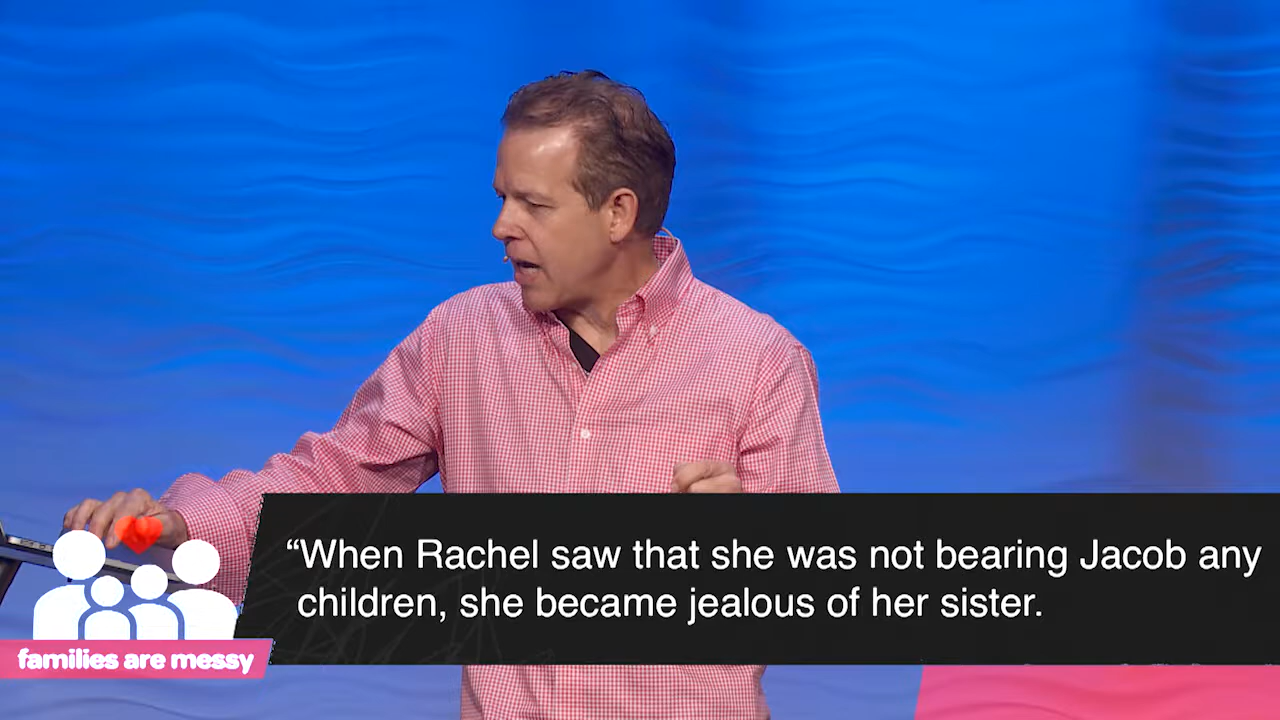 “When Rachel saw that she was not bearing Jacob any
children, she became jealous of her sister.
families are messy